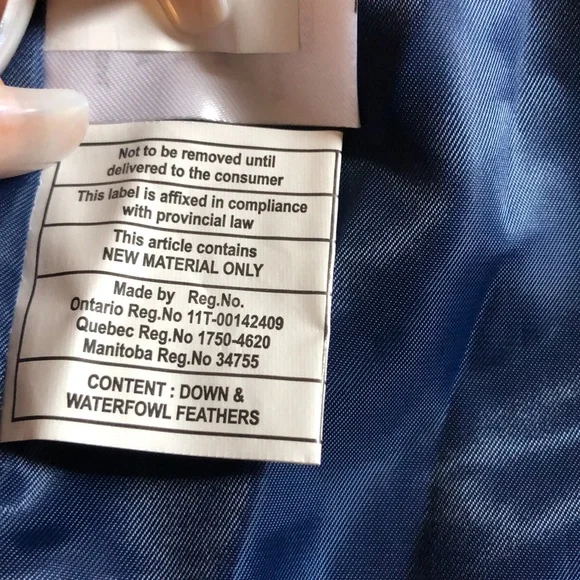 Not to be removed until
delivered to the consumer
This label is affixed in compliance
with provincial law
This article contains
NEW MATERIAL ONLY
Made by Reg.No.
Ontario Reg.No 11T-00142409
Quebec Reg.No 1750-4620
Manitoba Reg.No 34755
CONTENT : DOWN &
WATERFOWL FEATHERS